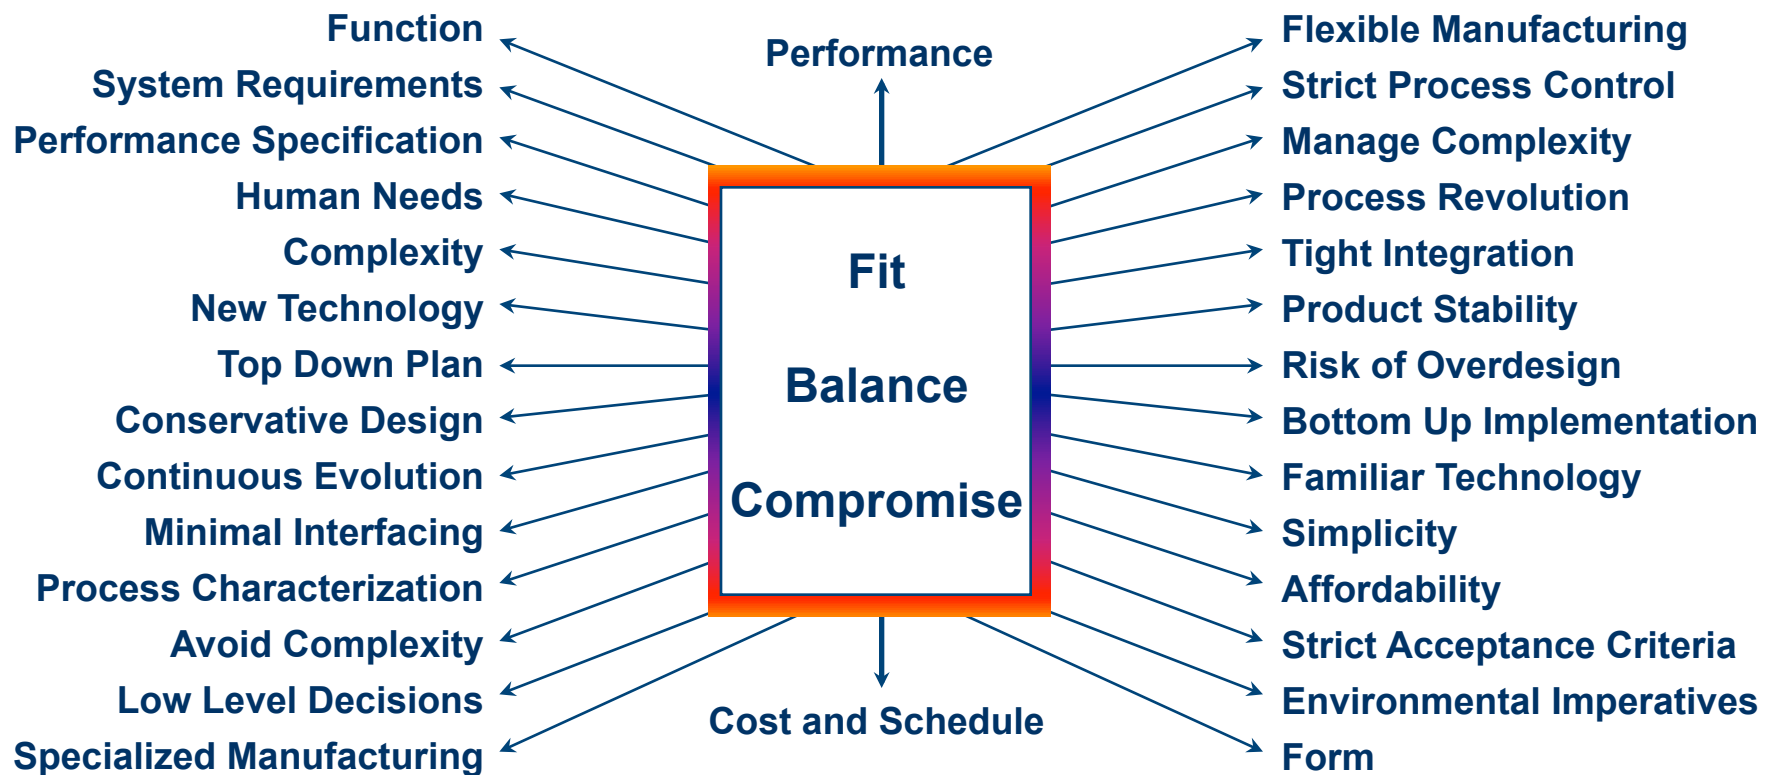 Function
System Requirements
Performance Specification
Human Needs
Complexity
New Technology
Top Down Plan
Conservative Design
Continuous Evolution
Minimal Interfacing
Process Characterization
Avoid Complexity
Low Level Decisions
Specialized Manufacturing
Performance
Fit
Balance
Compromise
Cost and Schedule
Flexible Manufacturing
Strict Process Control
Manage Complexity
Process Revolution
Tight Integration
Product Stability
Risk of Overdesign
Bottom Up Implementation
Familiar Technology
Simplicity
Affordability
Strict Acceptance Criteria
Environmental Imperatives
Form